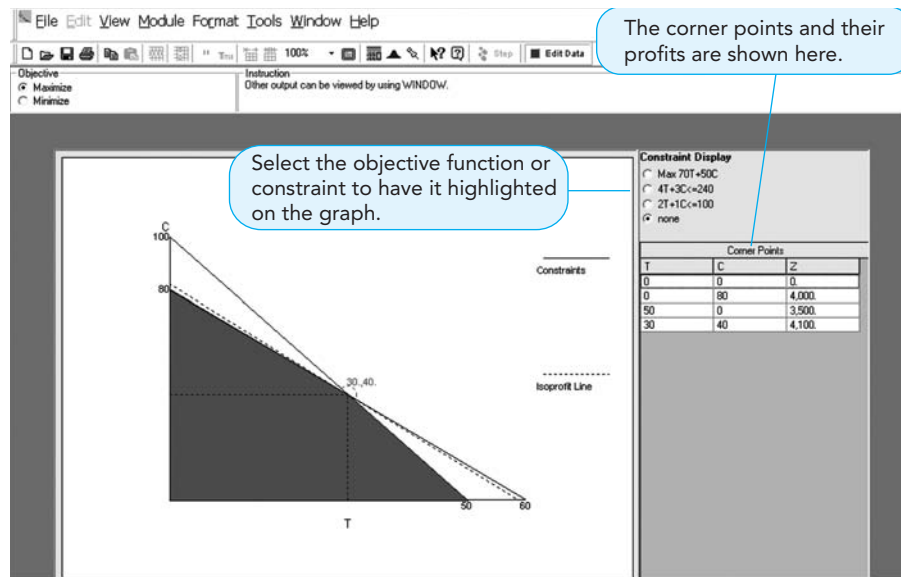 File Edit View Module Format Tools Window Help
The corner points and their
profits are shown here.
100%
Step
Edit Data
Objective
Maximize
Minimize
Instruction
Other output can be viewed by using WINDOW.
Select the objective function or
constraint to have it highlighted
on the graph.
Constraint Display
Max 70T+50C
4T+3C<=240
2T+1C<=100
none
Corner Points
T C Z
0 0 0.
0 80 4,000.
50 0 3,500.
30 40 4,100.
C
100
80
30.,40.
50
60
T
Constraints
Isoprofit Line